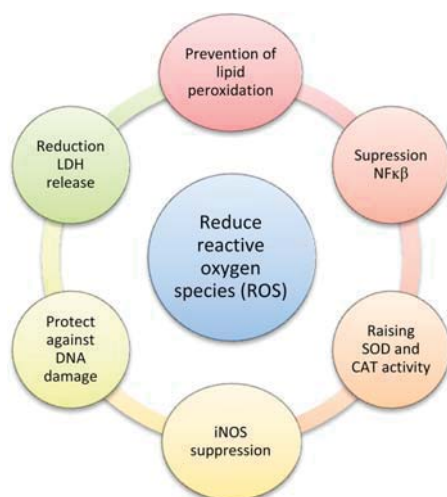 Prevention of
lipid
peroxidation
Supression
NFκβ
Raising
SOD and
CAT activity
iNOS
suppression
Protect
against
DNA
damage
Reduction
LDH
release
Reduce
reactive
oxygen
species (ROS)